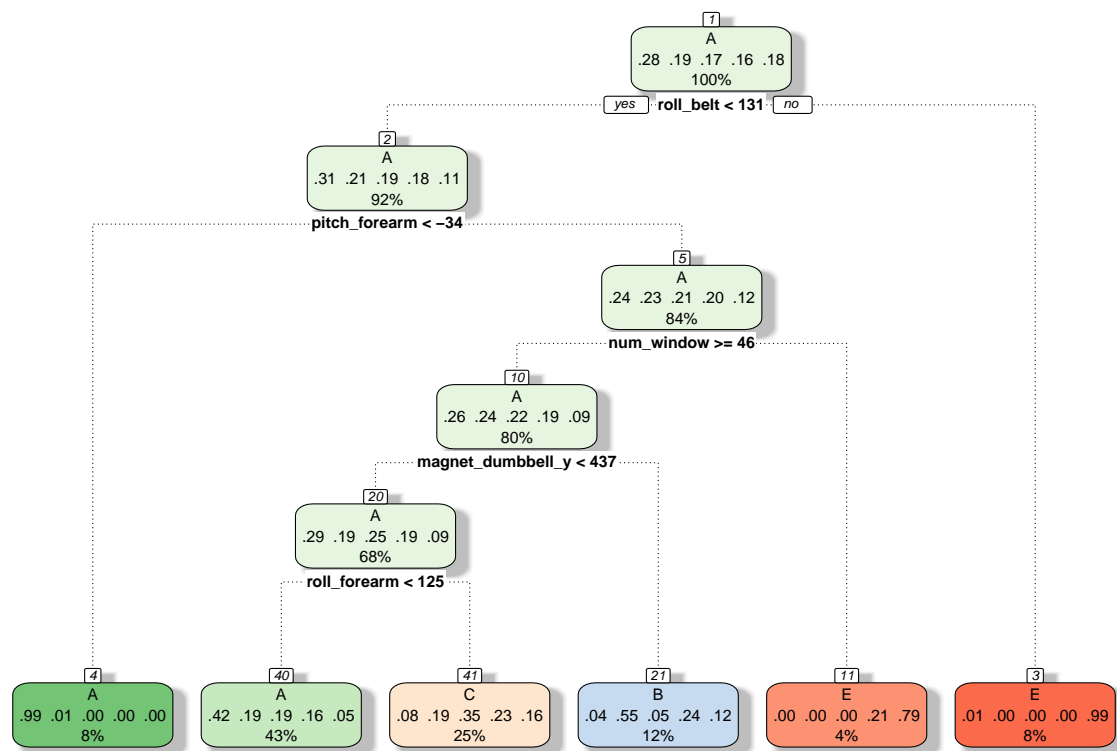 1
A
.28 .19 .17 .16 .18
100%
yes roll_belt < 131 no
2
A
.31 .21 .19 .18 .11
92%
pitch_forearm < −34
5
A
.24 .23 .21 .20 .12
84%
num_window >= 46
10
A
.26 .24 .22 .19 .09
80%
magnet_dumbbell_y < 437
20
A
.29 .19 .25 .19 .09
68%
roll_forearm < 125
4
A
.99 .01 .00 .00 .00
8%
40
A
.42 .19 .19 .16 .05
43%
41
C
.08 .19 .35 .23 .16
25%
21
B
.04 .55 .05 .24 .12
12%
11
E
.00 .00 .00 .21 .79
4%
3
E
.01 .00 .00 .00 .99
8%